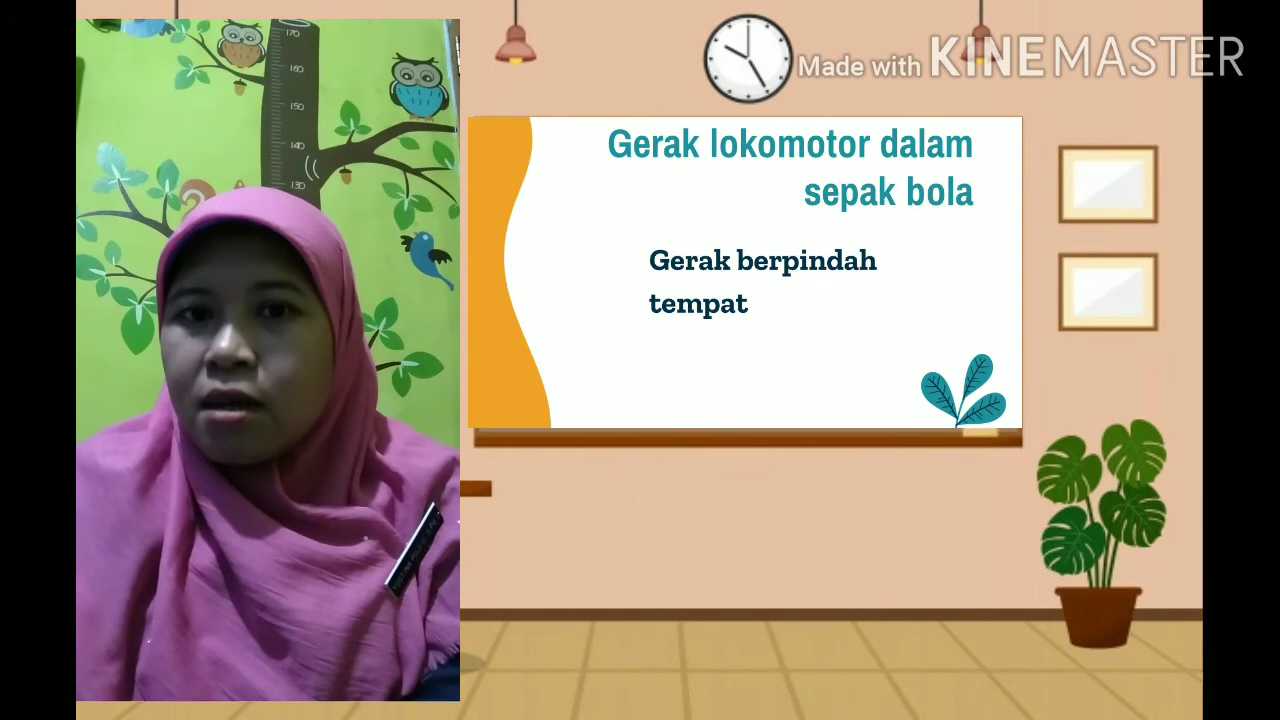 Made with KINEMASTER
170
160
150
140
130
Gerak lokomotor dalam
sepak bola
Gerak berpindah
tempat